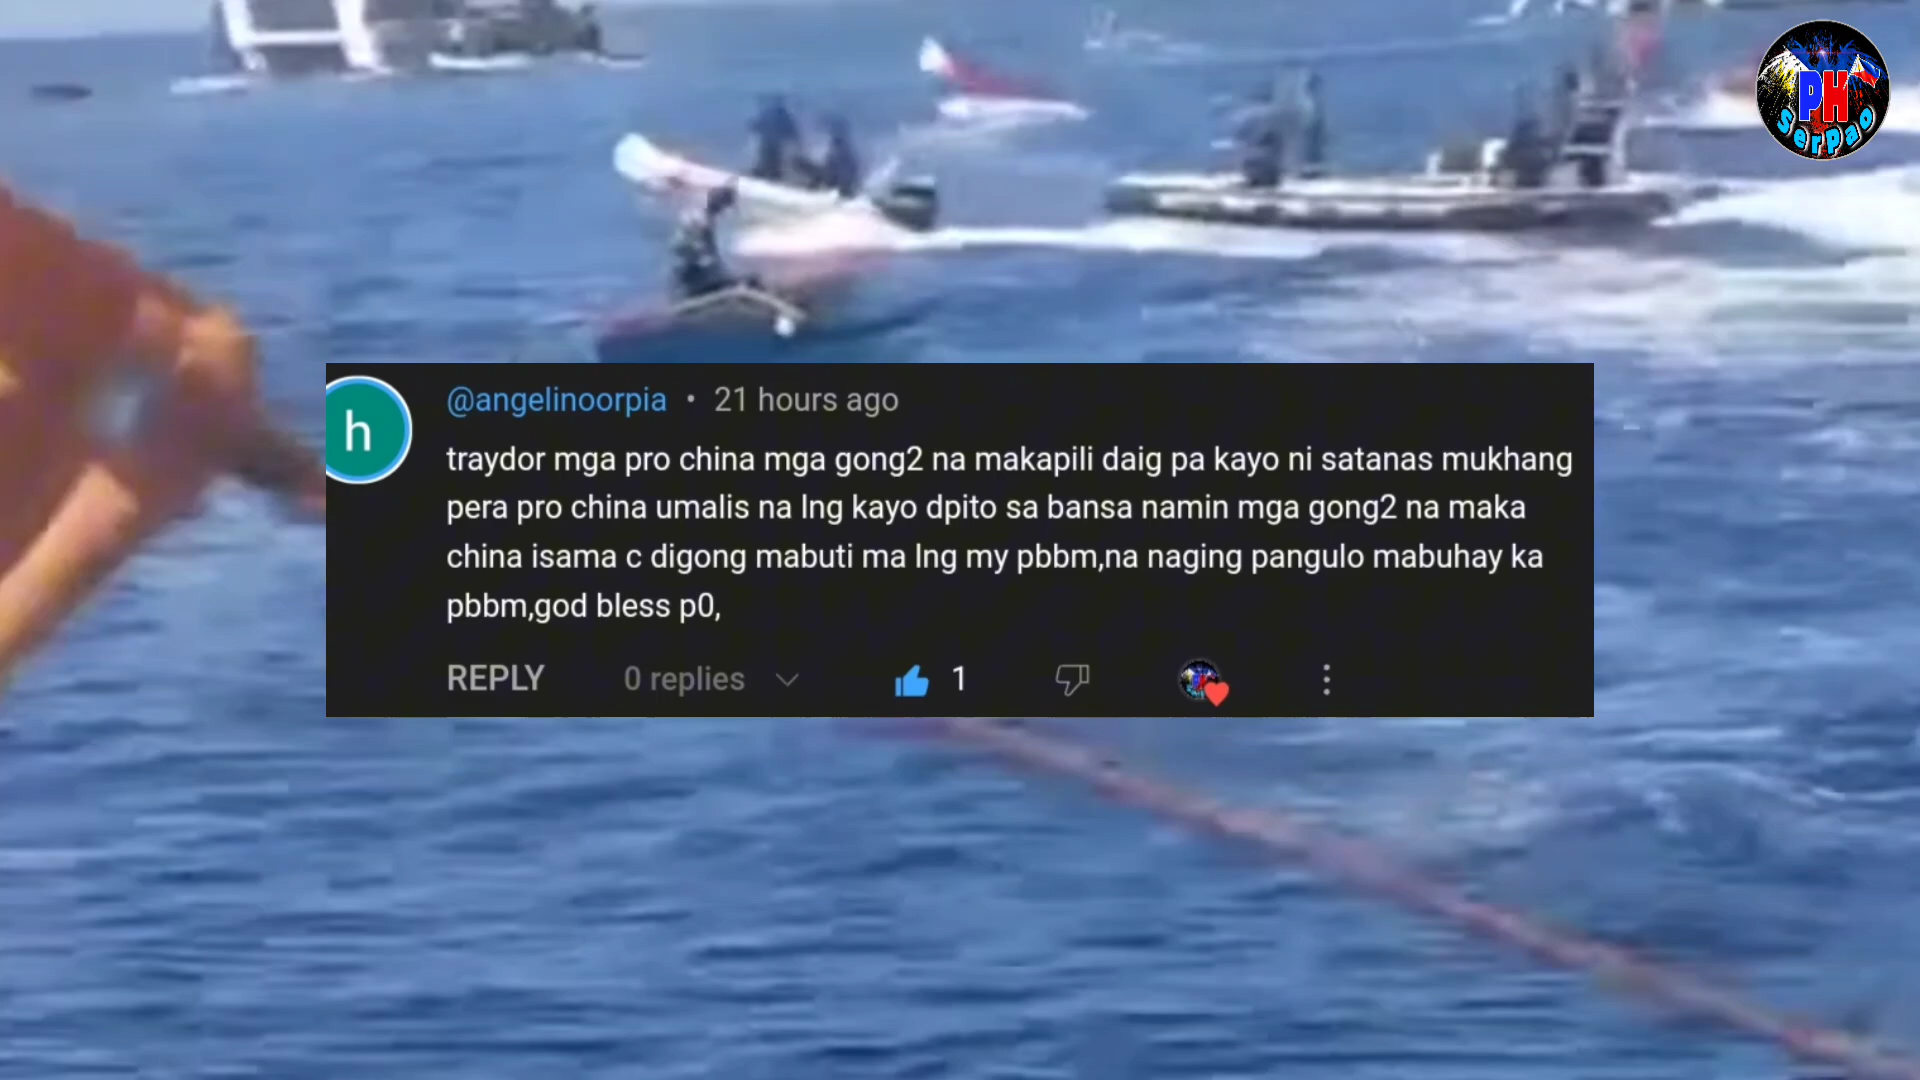 PH
serpao
@angelinoorpia • 21 hours ago
h
traydor mga pro china mga gong2 na makapili daig pa kayo ni satanas mukhang
pera pro china umalis na lng kayo dpito sa bansa namin mga gong2 na maka
china isama c digong mabuti ma lng my pbbm,na naging pangulo mabuhay ka
pbbm,god bless p0,
REPLY 0 replies 1